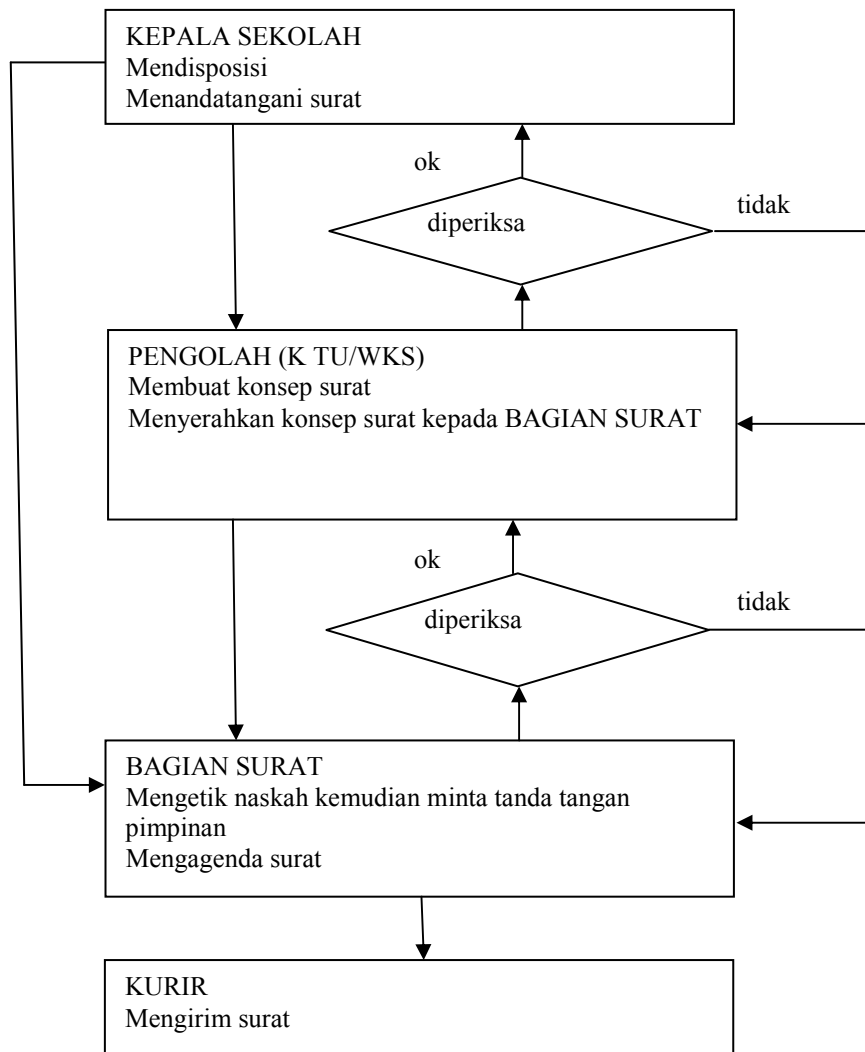 KEPALA SEKOLAH
Mendisposisi
Menandatangani surat
ok
diperiksa
tidak
PENGOLAH (K TU/WKS)
Membuat konsep surat
Menyerahkan konsep surat kepada BAGIAN SURAT
ok
diperiksa
tidak
BAGIAN SURAT
Mengetik naskah kemudian minta tanda tangan
pimpinan
Mengagenda surat
KURIR
Mengirim surat